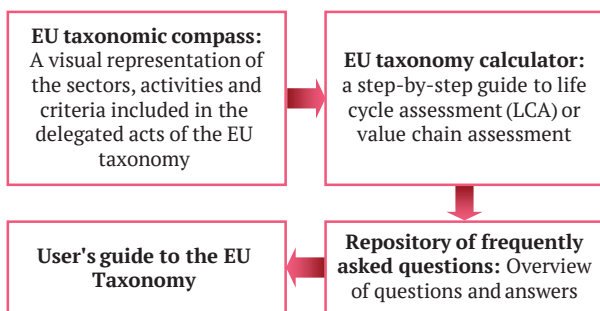 EU taxonomic compass:
A visual representation of
the sectors, activities and
criteria included in the
delegated acts of the EU
taxonomy
EU taxonomy calculator:
a step-by-step guide to life
cycle assessment (LCA) or
value chain assessment
User's guide to the EU
Taxonomy
Repository of frequently
asked questions: Overview
of questions and answers